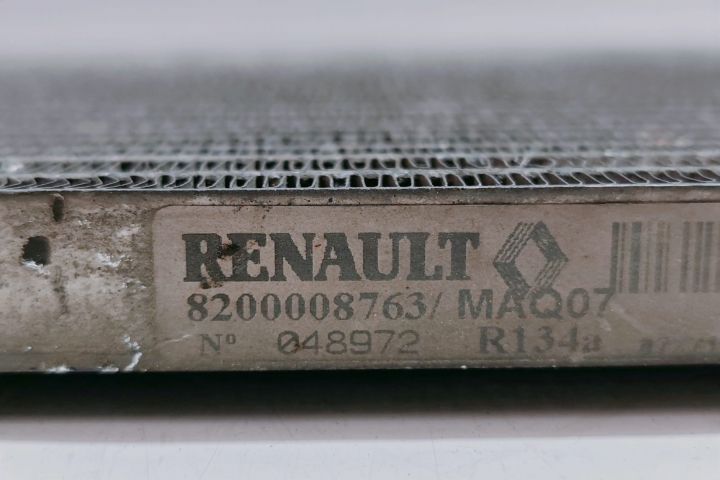 RENAULT
8200008763/ MAQ07
Nº 048972 R134a